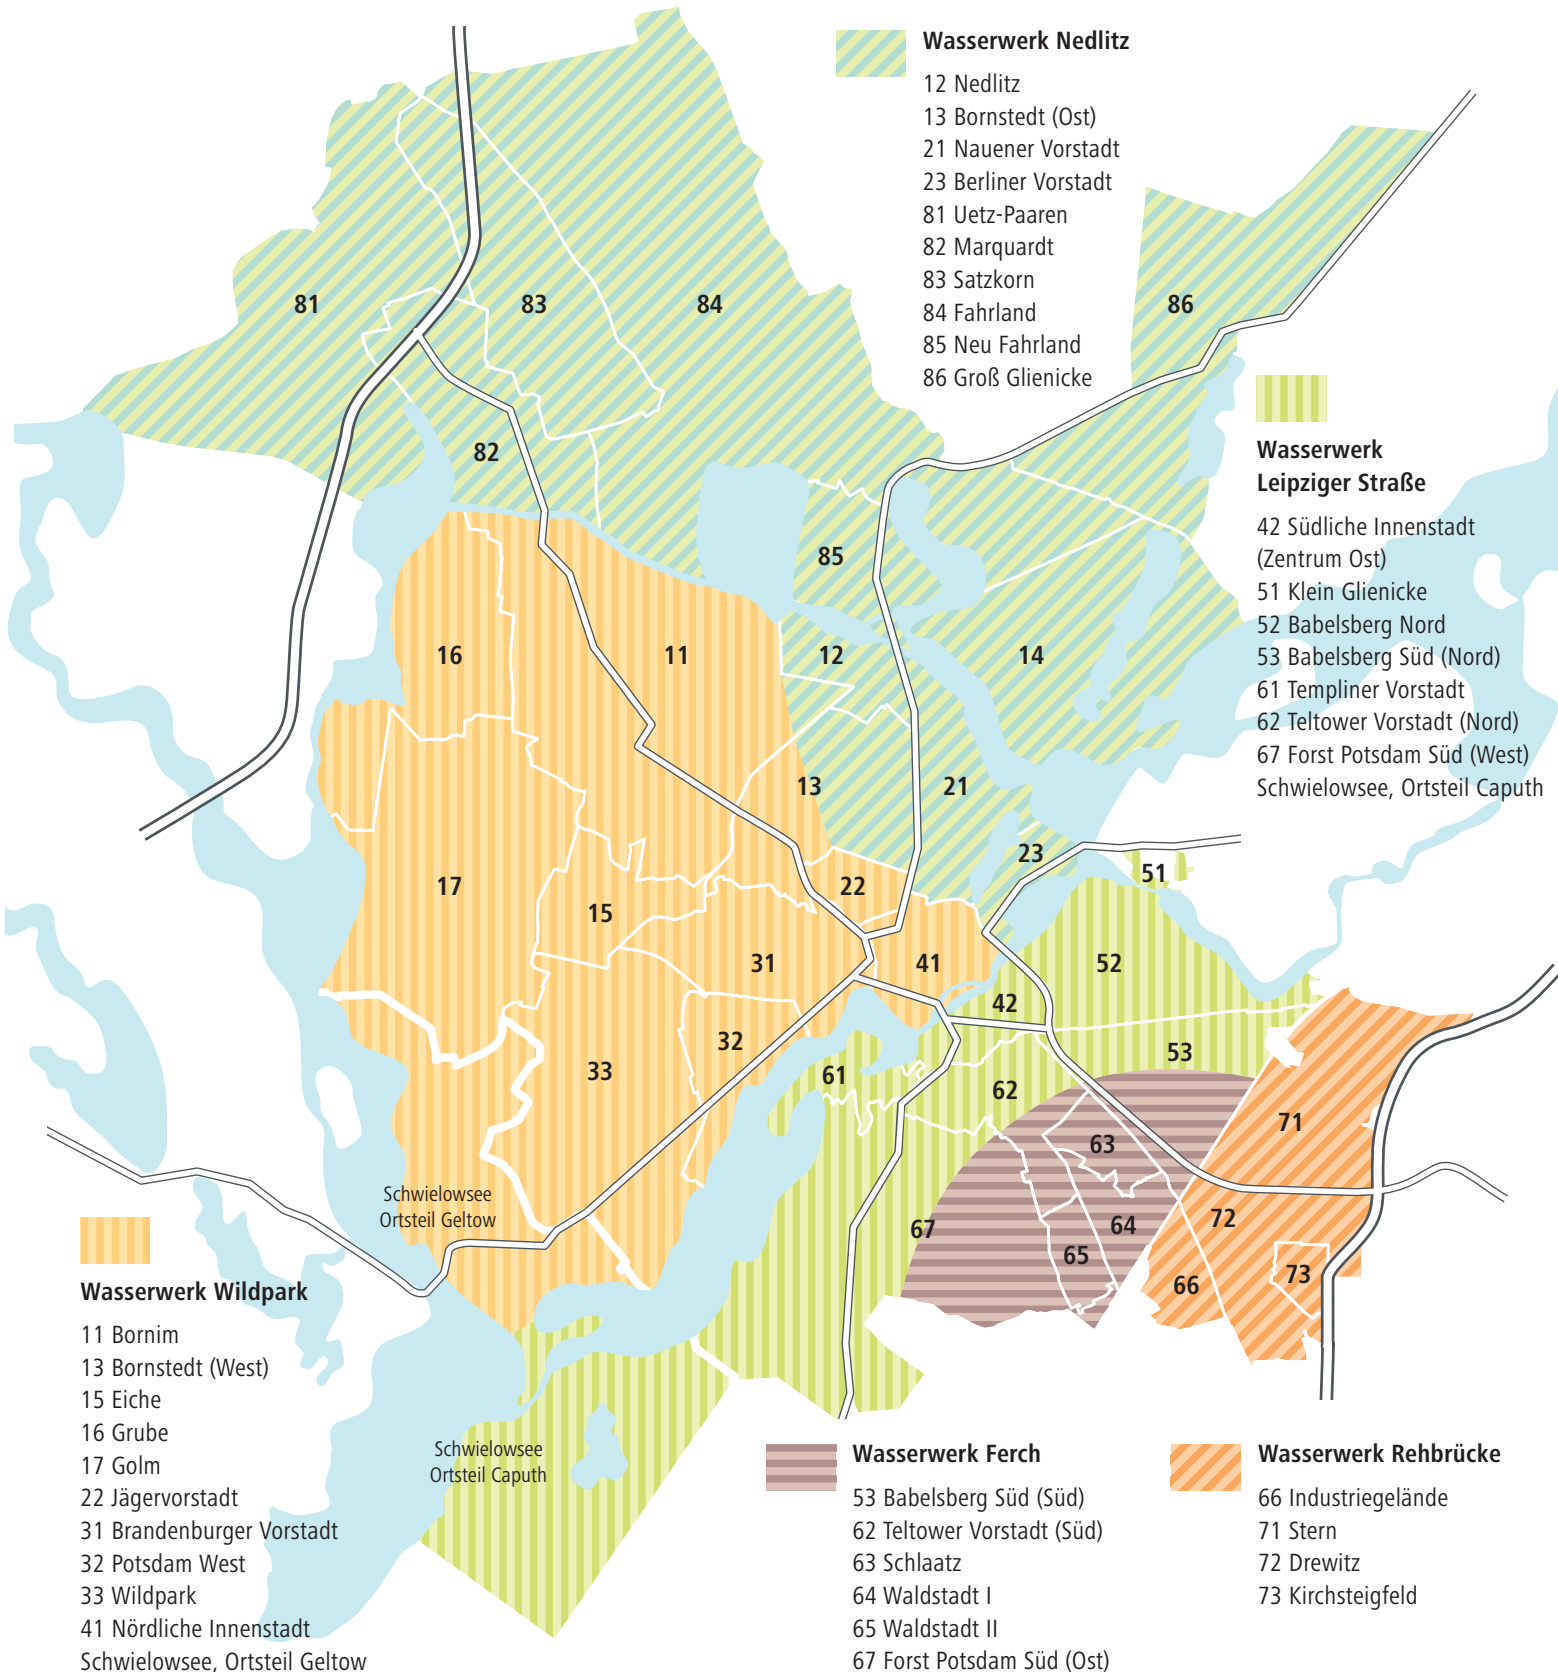 Wasserwerk Nedlitz
12 Nedlitz
13 Bornstedt (Ost)
21 Nauener Vorstadt
23 Berliner Vorstadt
81 Uetz-Paaren
82 Marquardt
83 Satzkorn
84 Fahrland
85 Neu Fahrland
86 Groß Glienicke
81
83
84
86
82
85
16
11
12
14
13
21
17
15
22
23
51
31
41
52
42
32
33
61
53
62
71
63
67
64
72
65
66
73
Wasserwerk
Leipziger Straße
42 Südliche Innenstadt
(Zentrum Ost)
51 Klein Glienicke
52 Babelsberg Nord
53 Babelsberg Süd (Nord)
61 Templiner Vorstadt
62 Teltower Vorstadt (Nord)
67 Forst Potsdam Süd (West)
Schwielowsee, Ortsteil Caputh
Schwielowsee
Ortsteil Geltow
Schwielowsee
Ortsteil Caputh
Wasserwerk Wildpark
11 Bornim
13 Bornstedt (West)
15 Eiche
16 Grube
17 Golm
22 Jägervorstadt
31 Brandenburger Vorstadt
32 Potsdam West
33 Wildpark
41 Nördliche Innenstadt
Schwielowsee, Ortsteil Geltow
Wasserwerk Ferch
53 Babelsberg Süd (Süd)
62 Teltower Vorstadt (Süd)
63 Schlaatz
64 Waldstadt I
65 Waldstadt II
67 Forst Potsdam Süd (Ost)
Wasserwerk Rehbrücke
66 Industriegelände
71 Stern
72 Drewitz
73 Kirchsteigfeld